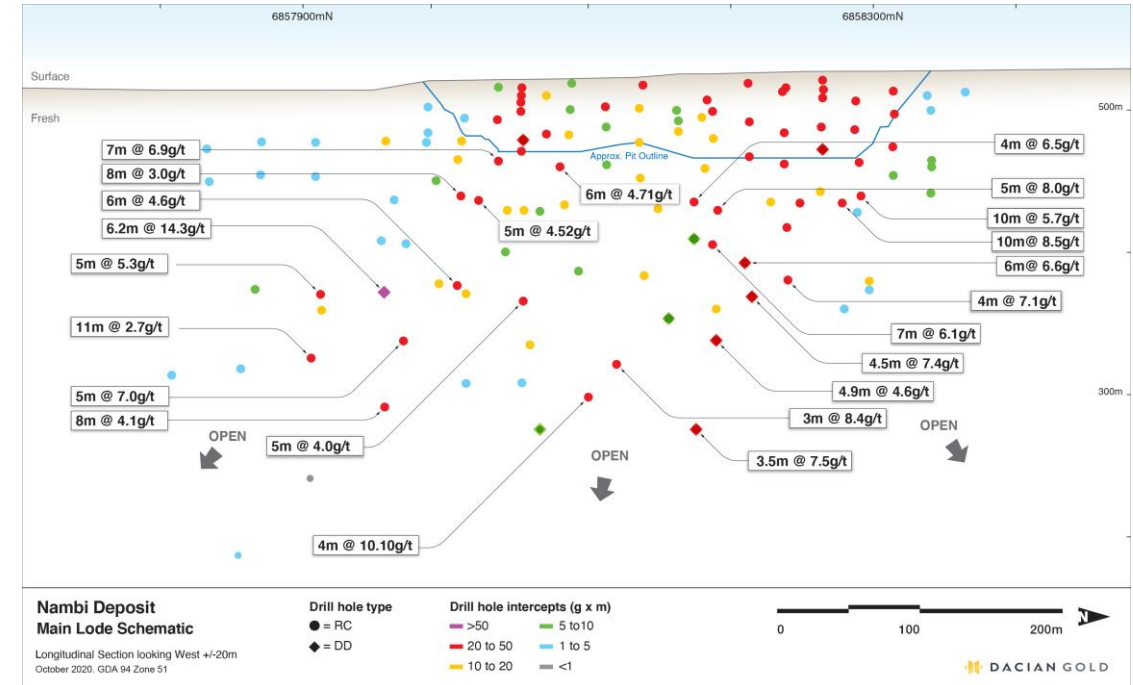 6857900mN
6858300mN
Surface
Fresh
500m
300m
Approx. Pit Outline
7m @ 6.9g/t
8m @ 3.0g/t
6m @ 4.6g/t
6.2m @ 14.3g/t
5m @ 5.3g/t
11m @ 2.7g/t
5m @ 7.0g/t
8m @ 4.1g/t
5m @ 4.0g/t
4m @ 10.10g/t
6m @ 4.71g/t
5m @ 4.52g/t
4m @ 6.5g/t
5m @ 8.0g/t
10m @ 5.7g/t
10m@ 8.5g/t
6m@ 6.6g/t
4m @ 7.1g/t
7m @ 6.1g/t
4.5m @ 7.4g/t
4.9m @ 4.6g/t
3m @ 8.4g/t
3.5m @ 7.5g/t
OPEN
OPEN
OPEN
Nambi Deposit
Main Lode Schematic
Longitudinal Section looking West +/-20m
October 2020. GDA 94 Zone 51
Drill hole type
= RC
= DD
Drill hole intercepts (g x m)
>50
20 to 50
10 to 20
5 to10
1 to 5
<1
0 100 200m
N
DACIAN GOLD